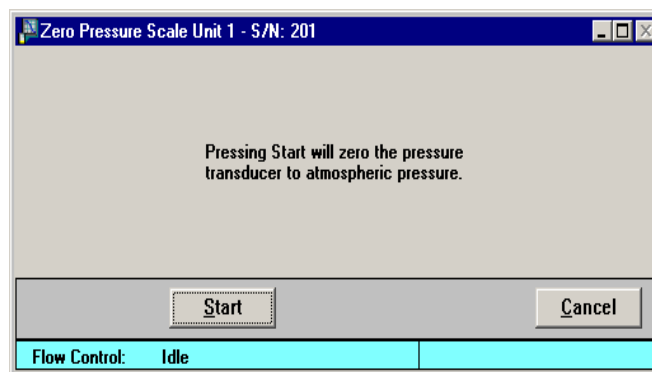 Zero Pressure Scale Unit 1 - S/N: 201
Pressing Start will zero the pressure
transducer to atmospheric pressure.
Start Cancel
Flow Control: Idle